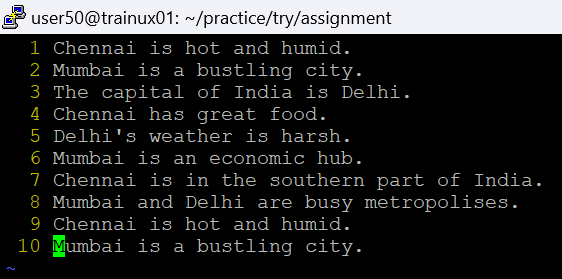 user50@trainux01: ~/practice/try/assignment
1 Chennai is hot and humid.
2 Mumbai is a bustling city.
3 The capital of India is Delhi.
4 Chennai has great food.
5 Delhi's weather is harsh.
6 Mumbai is an economic hub.
7 Chennai is in the southern part of India.
8 Mumbai and Delhi are busy metropolises.
9 Chennai is hot and humid.
10 Mumbai is a bustling city.
~